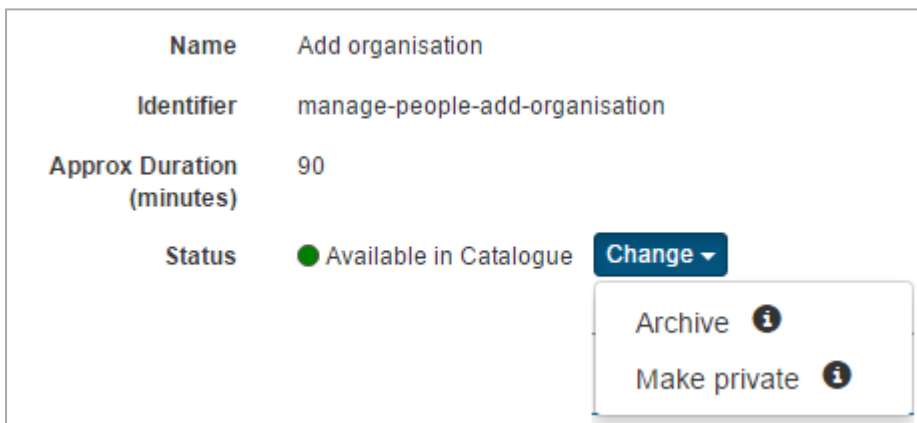 Name Add organisation
Identifier manage-people-add-organisation
Approx Duration 90
(minutes)
Status Available in Catalogue Change
Archive
Make private